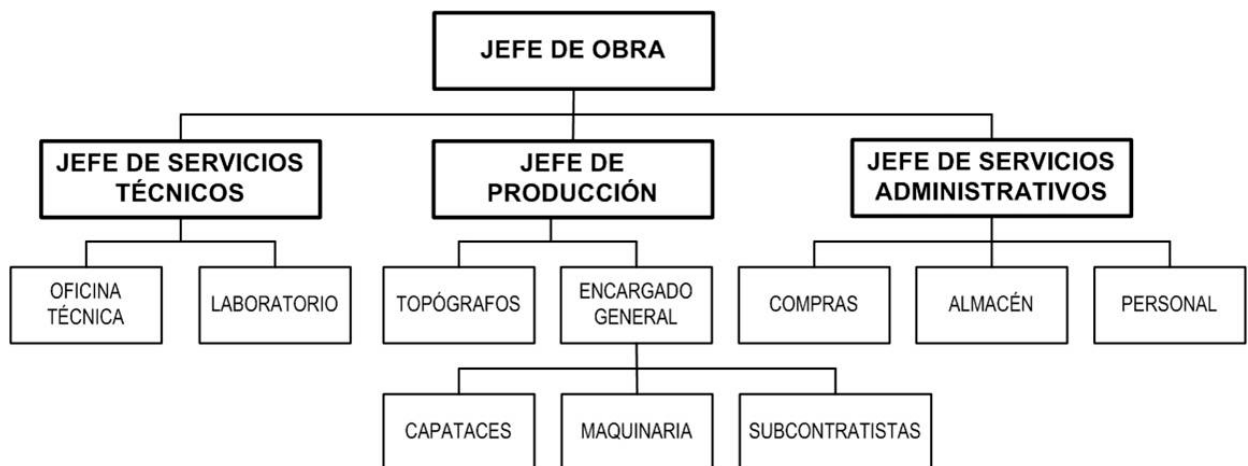 JEFE DE OBRA
JEFE DE SERVICIOS
TÉCNICOS
JEFE DE
PRODUCCIÓN
JEFE DE SERVICIOS
ADMINISTRATIVOS
OFICINA
TÉCNICA
LABORATORIO
TOPÓGRAFOS
ENCARGADO
GENERAL
COMPRAS
ALMACÉN
PERSONAL
CAPATACES
MAQUINARIA
SUBCONTRATISTAS